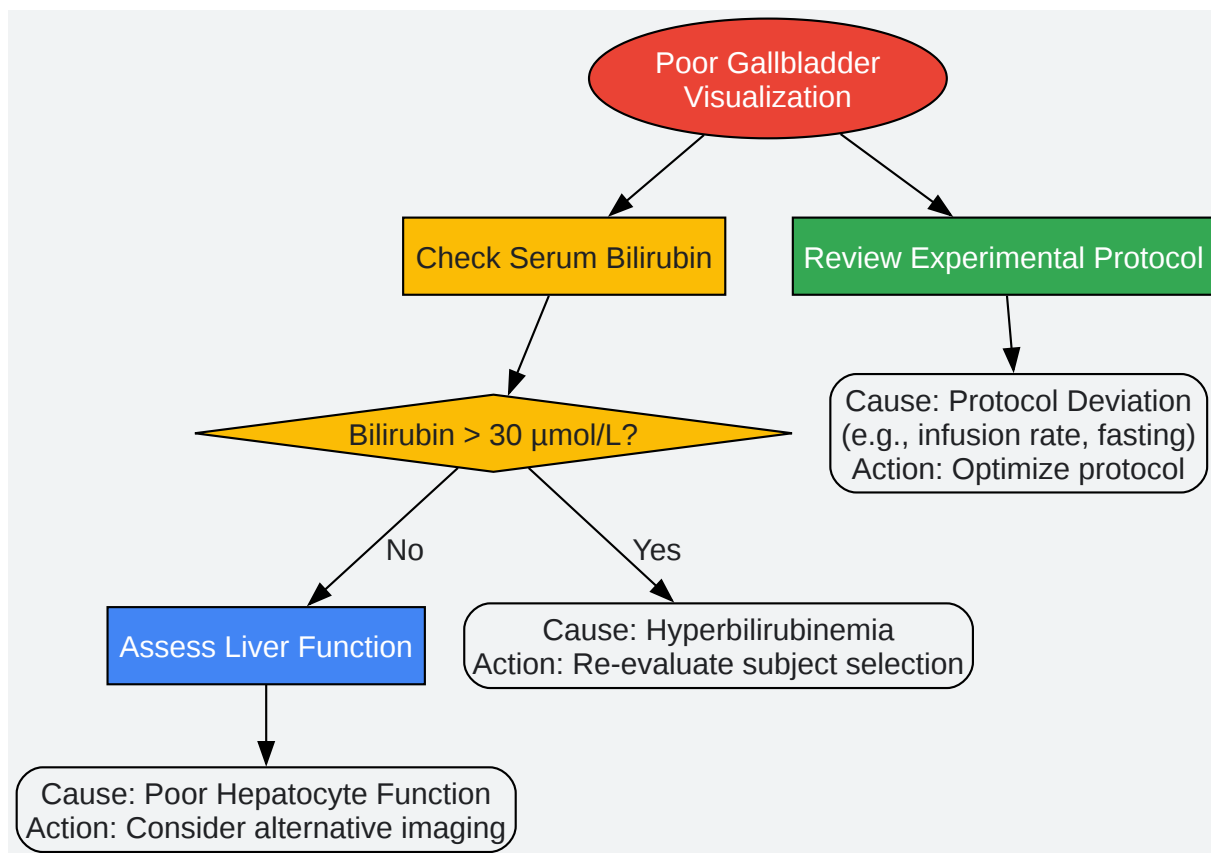 Poor Gallbladder
Visualization
Check Serum Bilirubin
Review Experimental Protocol
Cause: Protocol Deviation
(e.g., infusion rate, fasting)
Action: Optimize protocol
Bilirubin > 30 µmol/L?
No
Yes
Assess Liver Function
Cause: Hyperbilirubinemia
Action: Re-evaluate subject selection
Cause: Poor Hepatocyte Function
Action: Consider alternative imaging